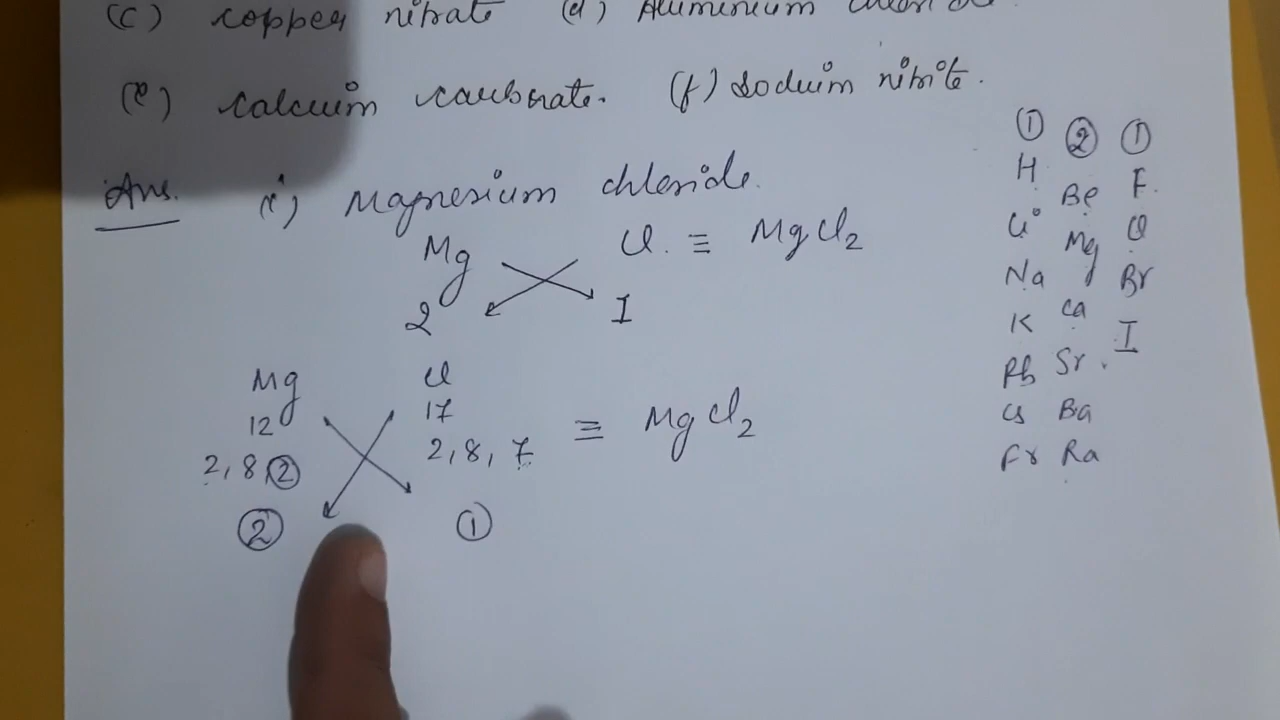 (c) copper nitrate (d) Aluminium chloride.
(e) calcium carbonate. (f) Sodium nitrite.
Ans. (i) Magnesium chloride.
Mg Cl ≡ MgCl2
2 1
Mg Cl
12 17
2, 8, 2 2, 8, 7 ≡ MgCl2
2 1
1 2 1
H Be F
Li Mg Cl
Na Ca Br
K Sr I
Rb Ba
Cs Ra
Fr